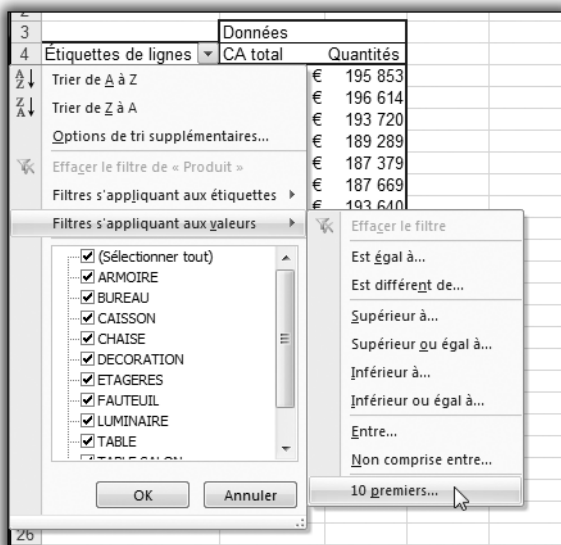 3 Données
4 Étiquettes de lignes CA total Quantités
Trier de A à Z € 195 853
Trier de Z à A € 196 614
€ 193 720
Options de tri supplémentaires... € 189 289
Effacer le filtre de « Produit » € 187 379
Filtres s'appliquant aux étiquettes € 187 669
€ 193 640
Filtres s'appliquant aux valeurs
(Sélectionner tout)
ARMOIRE
BUREAU
CAISSON
CHAISE
DECORATION
ETAGERES
FAUTEUIL
LUMINAIRE
TABLE
TABLE SALON
OK Annuler
Effacer le filtre
Est égal à...
Est différent de...
Supérieur à...
Supérieur ou égal à...
Inférieur à...
Inférieur ou égal à...
Entre...
Non comprise entre...
10 premiers...
26